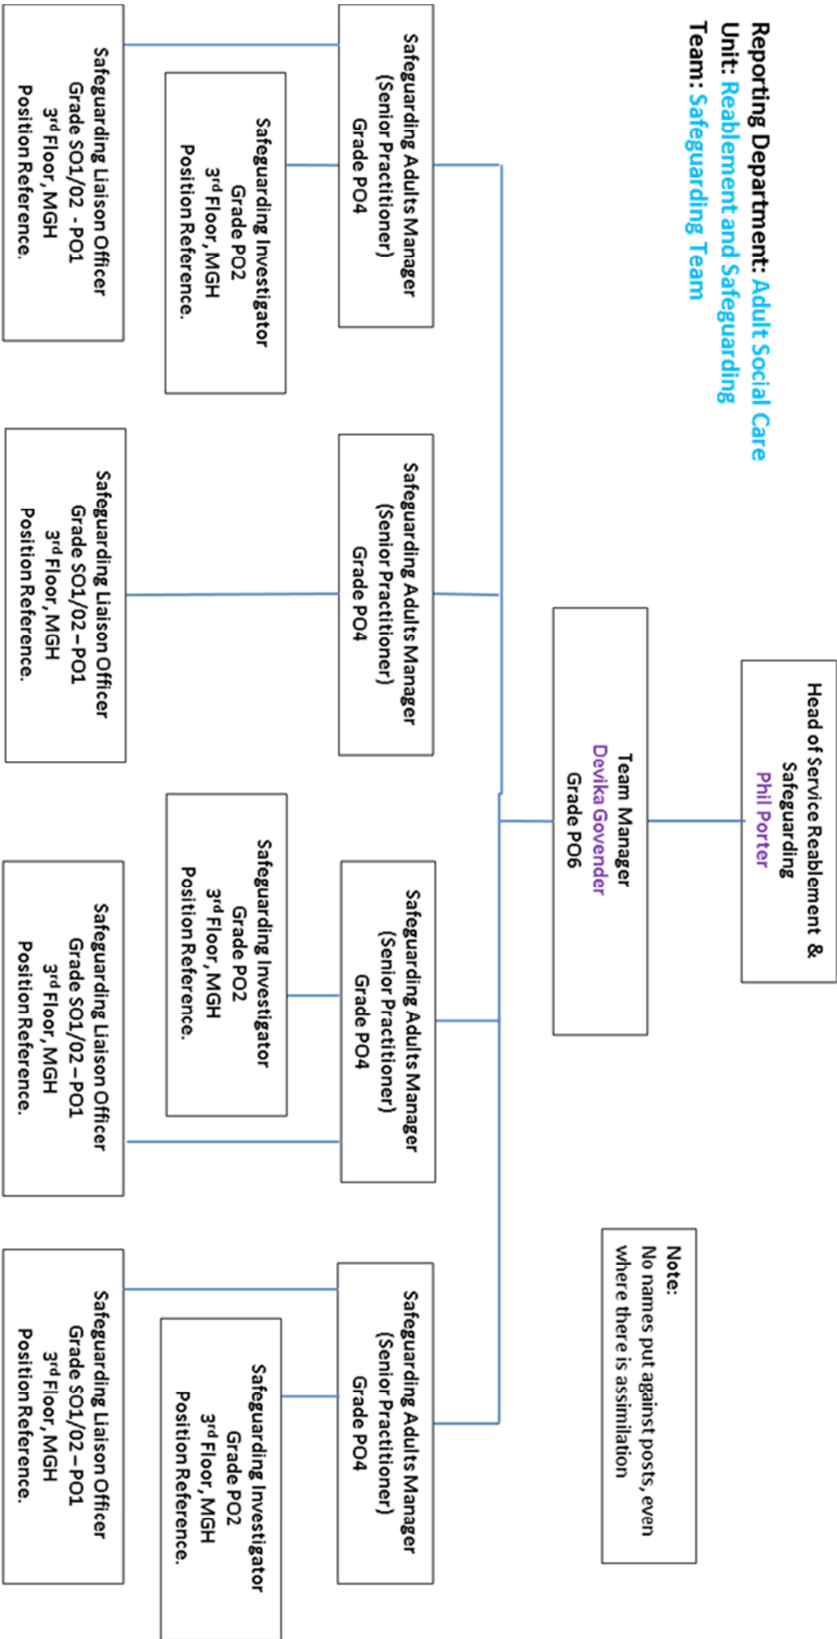 Reporting Department: Adult Social Care
Unit: Reablement and Safeguarding
Team: Safeguarding Team
Head of Service Reablement &
Safeguarding
Phil Porter
Team Manager
Devika Govender
Grade PO6
Note:
No names put against posts, even
where there is assimilation
Safeguarding Adults Manager
(Senior Practitioner)
Grade PO4
Safeguarding Adults Manager
(Senior Practitioner)
Grade PO4
Safeguarding Adults Manager
(Senior Practitioner)
Grade PO4
Safeguarding Adults Manager
(Senior Practitioner)
Grade PO4
Safeguarding Investigator
Grade PO2
3rd Floor, MGH
Position Reference.
Safeguarding Investigator
Grade PO2
3rd Floor, MGH
Position Reference.
Safeguarding Investigator
Grade PO2
3rd Floor, MGH
Position Reference.
Safeguarding Liaison Officer
Grade SO1/02 - PO1
3rd Floor, MGH
Position Reference.
Safeguarding Liaison Officer
Grade SO1/02 – PO1
3rd Floor, MGH
Position Reference.
Safeguarding Liaison Officer
Grade SO1/02 – PO1
3rd Floor, MGH
Position Reference.
Safeguarding Liaison Officer
Grade SO1/02 – PO1
3rd Floor, MGH
Position Reference.